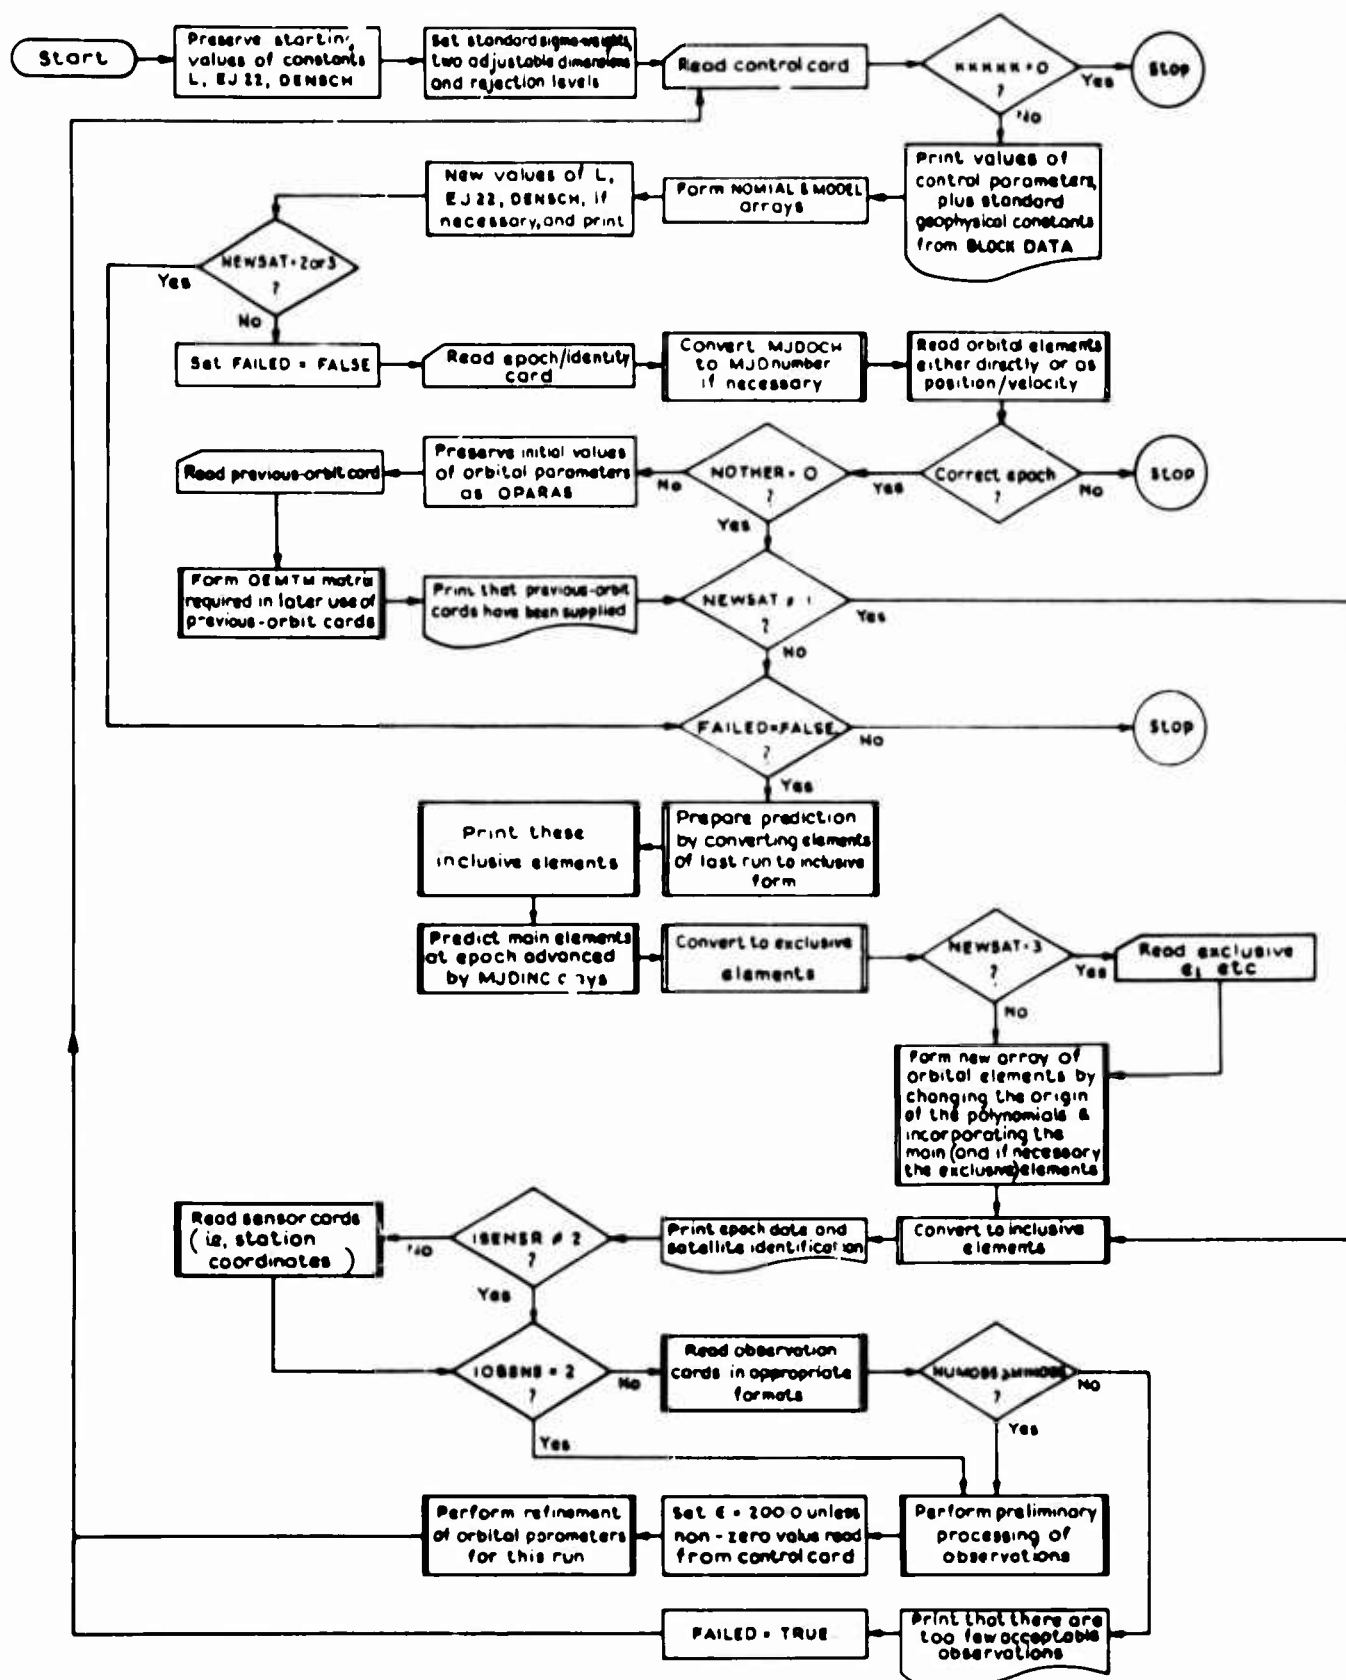 Start
Preserve starting
values of constants
L, EJ22, DENSCH
Set standard sigma-weights,
two adjustable dimensions
and rejection levels
Read control card
= 0
?
Yes
Stop
No
Print values of
control parameters,
plus standard
geophysical constants
from BLOCK DATA
Form NOMIAL & MODEL
arrays
New values of L,
EJ22, DENSCH, if
necessary, and print
NEWSAT = 2 or 3
?
Yes
No
Set FAILED = FALSE
Read epoch/identity
card
Convert MJDOCH
to MJD number
if necessary
Read orbital elements
either directly or as
position/velocity
Correct epoch
?
No
Stop
Yes
NOTHER = 0
?
No
Yes
Preserve initial values
of orbital parameters
as OPARAS
Read previous-orbit card
Form OEMTM matrix
required in later use of
previous-orbit cards
Print that previous-orbit
cards have been supplied
NEWSAT ≠ 1
?
Yes
No
FAILED=FALSE
?
No
Stop
Yes
Prepare prediction
by converting elements
of last run to inclusive
form
Print these
inclusive elements
Predict main elements
at epoch advanced
by MJDINC days
Convert to exclusive
elements
NEWSAT=3
?
Yes
Read exclusive
e₁ etc
No
Form new array of
orbital elements by
changing the origin
of the polynomials &
incorporating the
main (and if necessary
the exclusive) elements
Convert to inclusive
elements
Print epoch date and
satellite identification
ISENSR ≠ 2
?
No
Yes
Read sensor cards
(ie, station
coordinates )
IOBSNS = 2
?
No
Yes
Read observation
cards in appropriate
formats
NUMOBS≥MINOBS
?
No
Yes
Perform preliminary
processing of
observations
Set ε = 200 0 unless
non-zero value read
from control card
Perform refinement
of orbital parameters
for this run
Print that there are
too few acceptable
observations
FAILED = TRUE